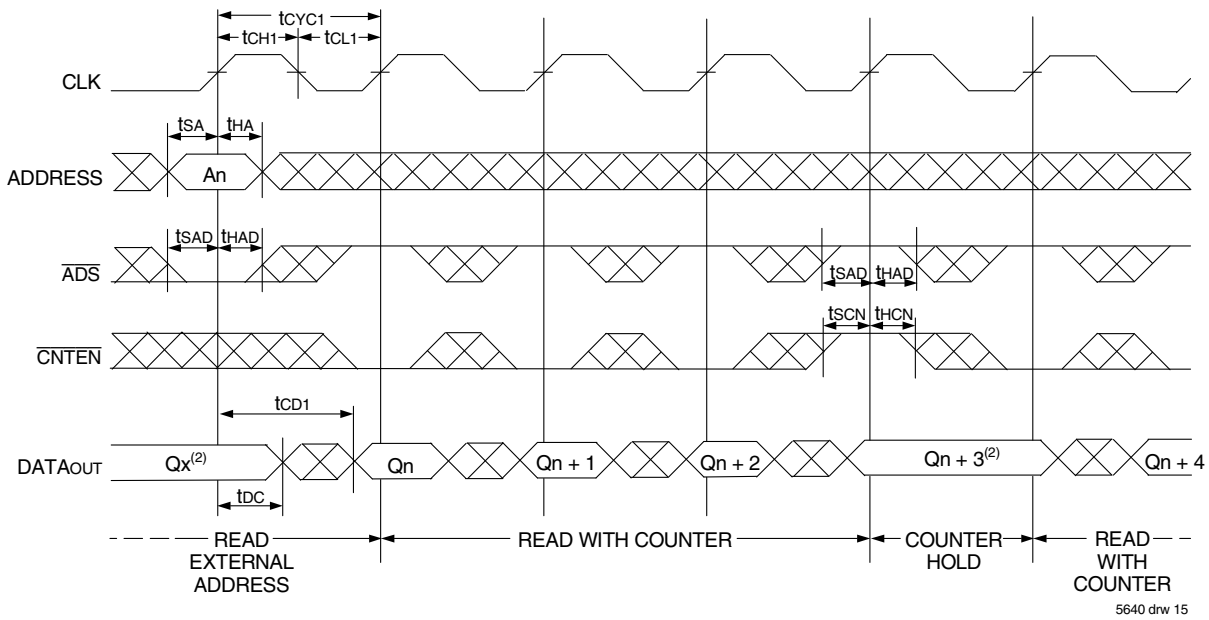 tCYC1
tCH1 tCL1
CLK
tSA tHA
ADDRESS An
tSAD tHAD
ADS
tSAD tHAD
tSCN tHCN
CNTEN
tCD1
DATAOUT Qx(2) Qn Qn + 1 Qn + 2 Qn + 3(2) Qn + 4
tDC
READ
EXTERNAL
ADDRESS
READ WITH COUNTER
COUNTER
HOLD
READ
WITH
COUNTER
5640 drw 15